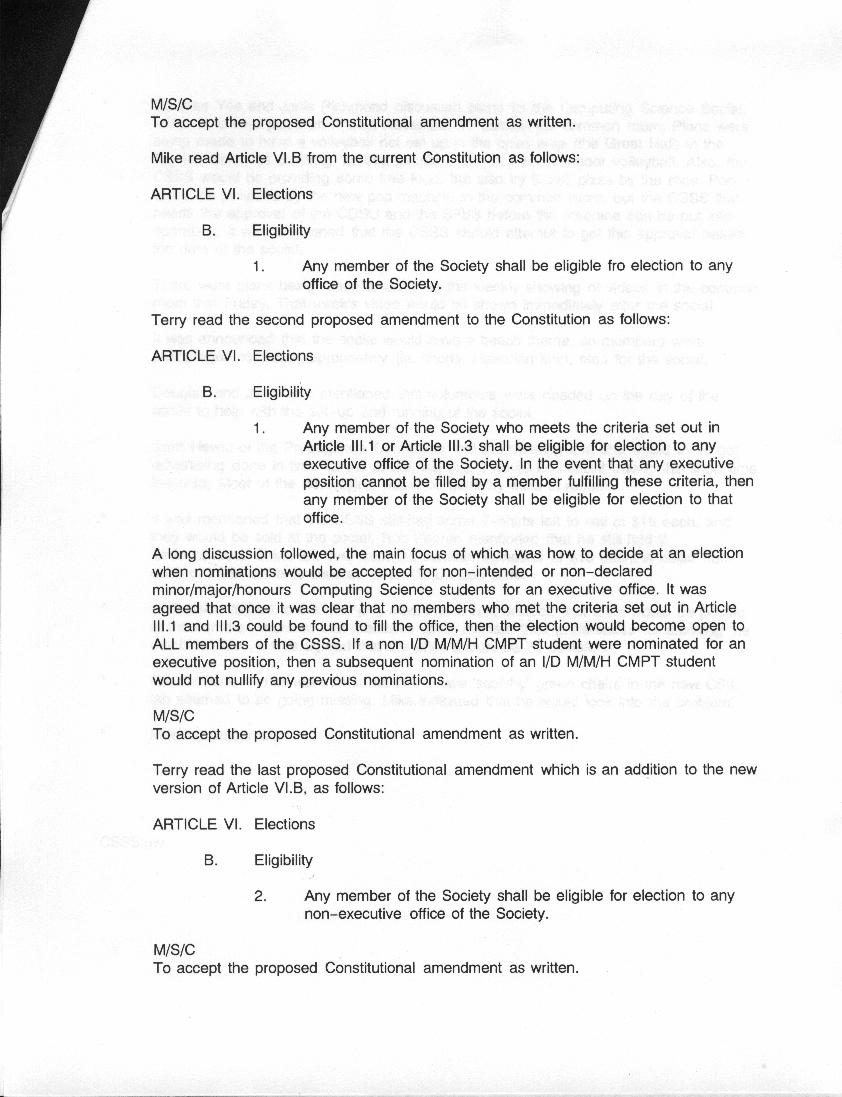 M/S/C
To accept the proposed Constitutional amendment as written.
Mike read Article VI.B from the current Constitution as follows:
ARTICLE VI. Elections
B. Eligibility
1. Any member of the Society shall be eligible fro election to any
office of the Society.
Terry read the second proposed amendment to the Constitution as follows:
ARTICLE VI. Elections
B. Eligibility
1. Any member of the Society who meets the criteria set out in
Article III.1 or Article III.3 shall be eligible for election to any
executive office of the Society. In the event that any executive
position cannot be filled by a member fulfilling these criteria, then
any member of the Society shall be eligible for election to that
office.
A long discussion followed, the main focus of which was how to decide at an election
when nominations would be accepted for non-intended or non-declared
minor/major/honours Computing Science students for an executive office. It was
agreed that once it was clear that no members who met the criteria set out in Article
III.1 and III.3 could be found to fill the office, then the election would become open to
ALL members of the CSSS. If a non I/D M/M/H CMPT student were nominated for an
executive position, then a subsequent nomination of an I/D M/M/H CMPT student
would not nullify any previous nominations.
M/S/C
To accept the proposed Constitutional amendment as written.
Terry read the last proposed Constitutional amendment which is an addition to the new
version of Article VI.B, as follows:
ARTICLE VI. Elections
B. Eligibility
2. Any member of the Society shall be eligible for election to any
non-executive office of the Society.
M/S/C
To accept the proposed Constitutional amendment as written.